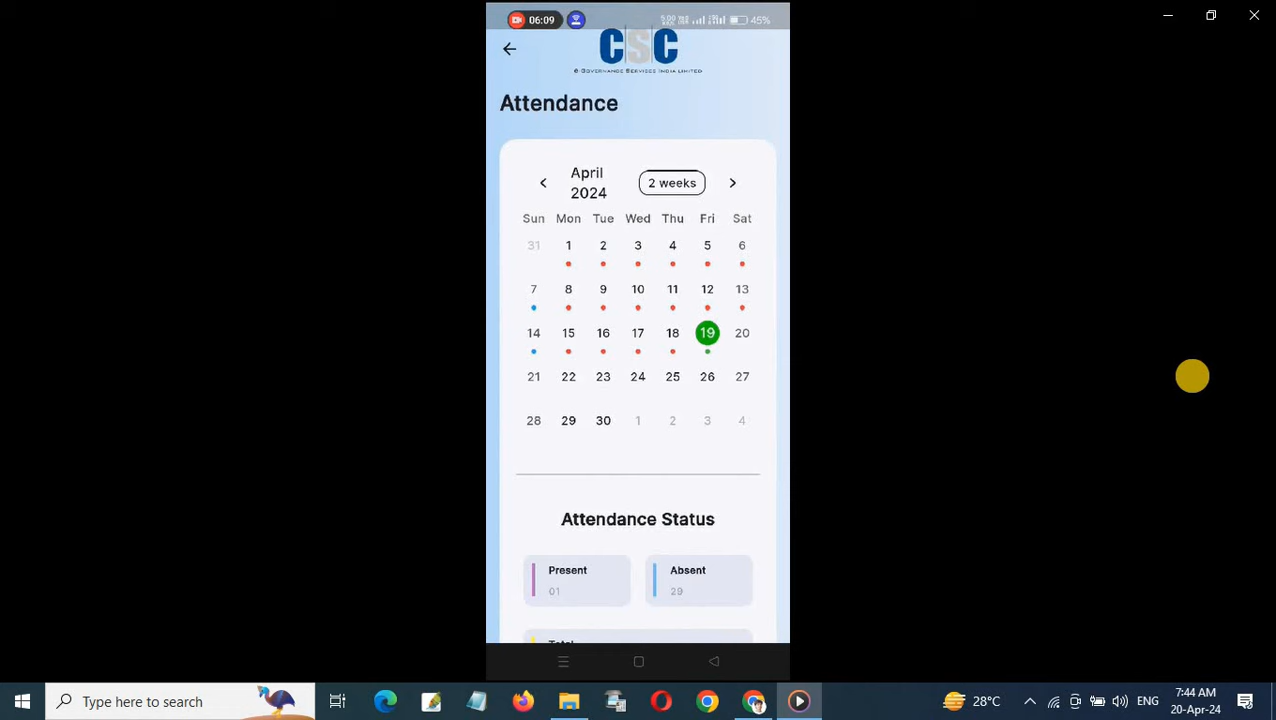 06:09
5.00 45%
CSC
e Governance Services India Limited
Attendance
April
2024
2 weeks
Sun Mon Tue Wed Thu Fri Sat
31 1 2 3 4 5 6
7 8 9 10 11 12 13
14 15 16 17 18 19 20
21 22 23 24 25 26 27
28 29 30 1 2 3 4
Attendance Status
Present
01
Absent
29
Type here to search
28°C
ENG
7:44 AM
20-Apr-24